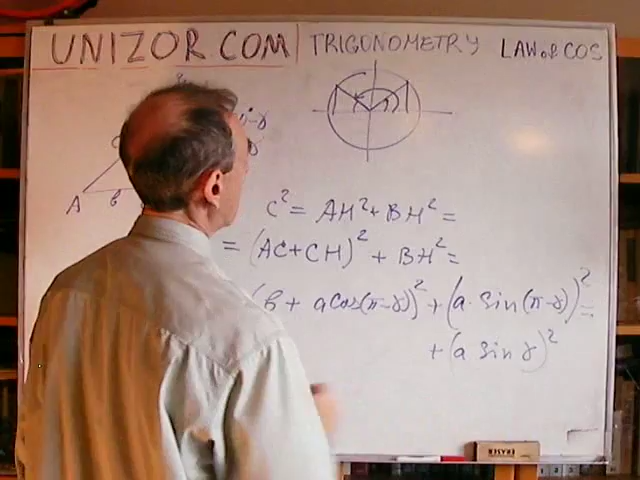 UNIZOR.COM TRIGONOMETRY LAW OF COS
A
b
c² = AH² + BH² =
= (AC + CH)² + BH² =
(b + a cos(π-γ))² + (a · sin(π-γ))² =
+ (a sin γ)²
ERASER